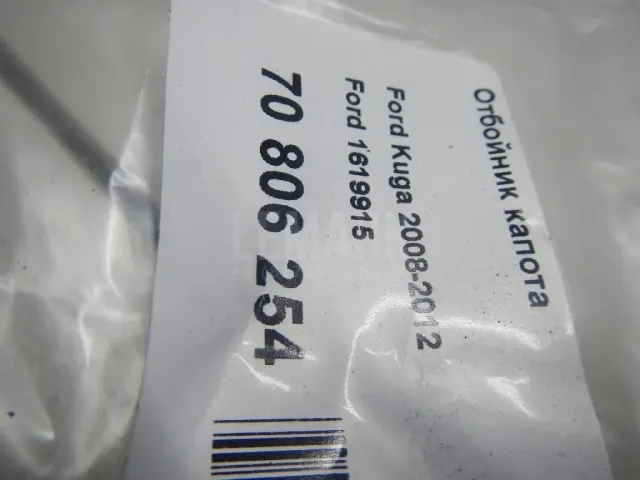 Отбойник капота
Ford Kuga 2008-2012
Ford 1619915
70 806 254